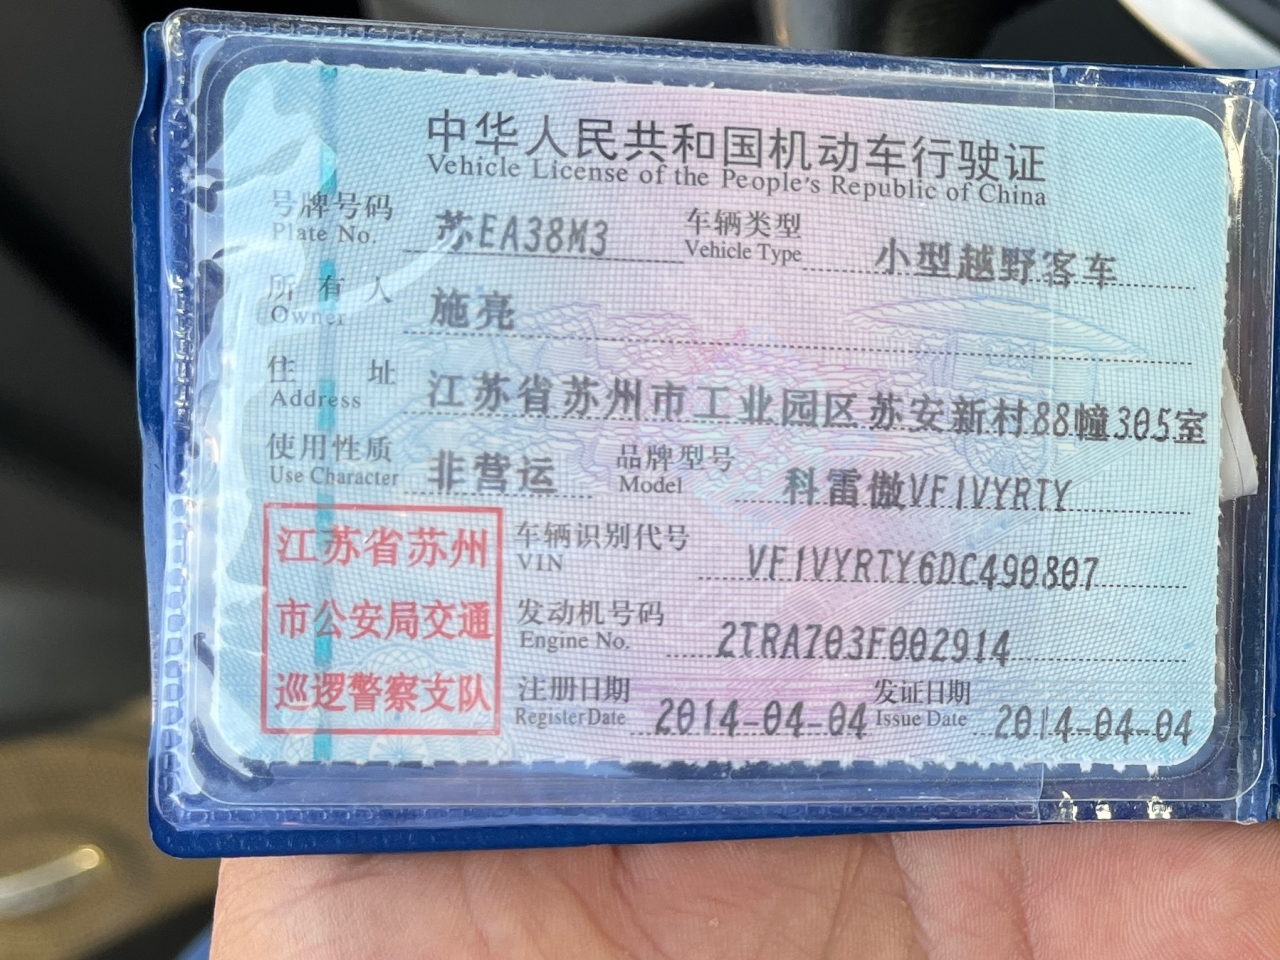 中华人民共和国机动车行驶证
Vehicle License of the People's Republic of China
号牌号码 苏EA38M3 车辆类型 小型越野客车
Plate No. Vehicle Type
所有人 施亮
Owner
住址 江苏省苏州市工业园区苏安新村88幢305室
Address
使用性质 非营运 品牌型号 科雷傲VF1VYRTY
Use Character Model
江苏省苏州
市公安局交通
巡逻警察支队
车辆识别代号 VF1VYRTY6DC490807
VIN
发动机号码 2TRA703F002914
Engine No.
注册日期 2014-04-04 发证日期 2014-04-04
Register Date Issue Date